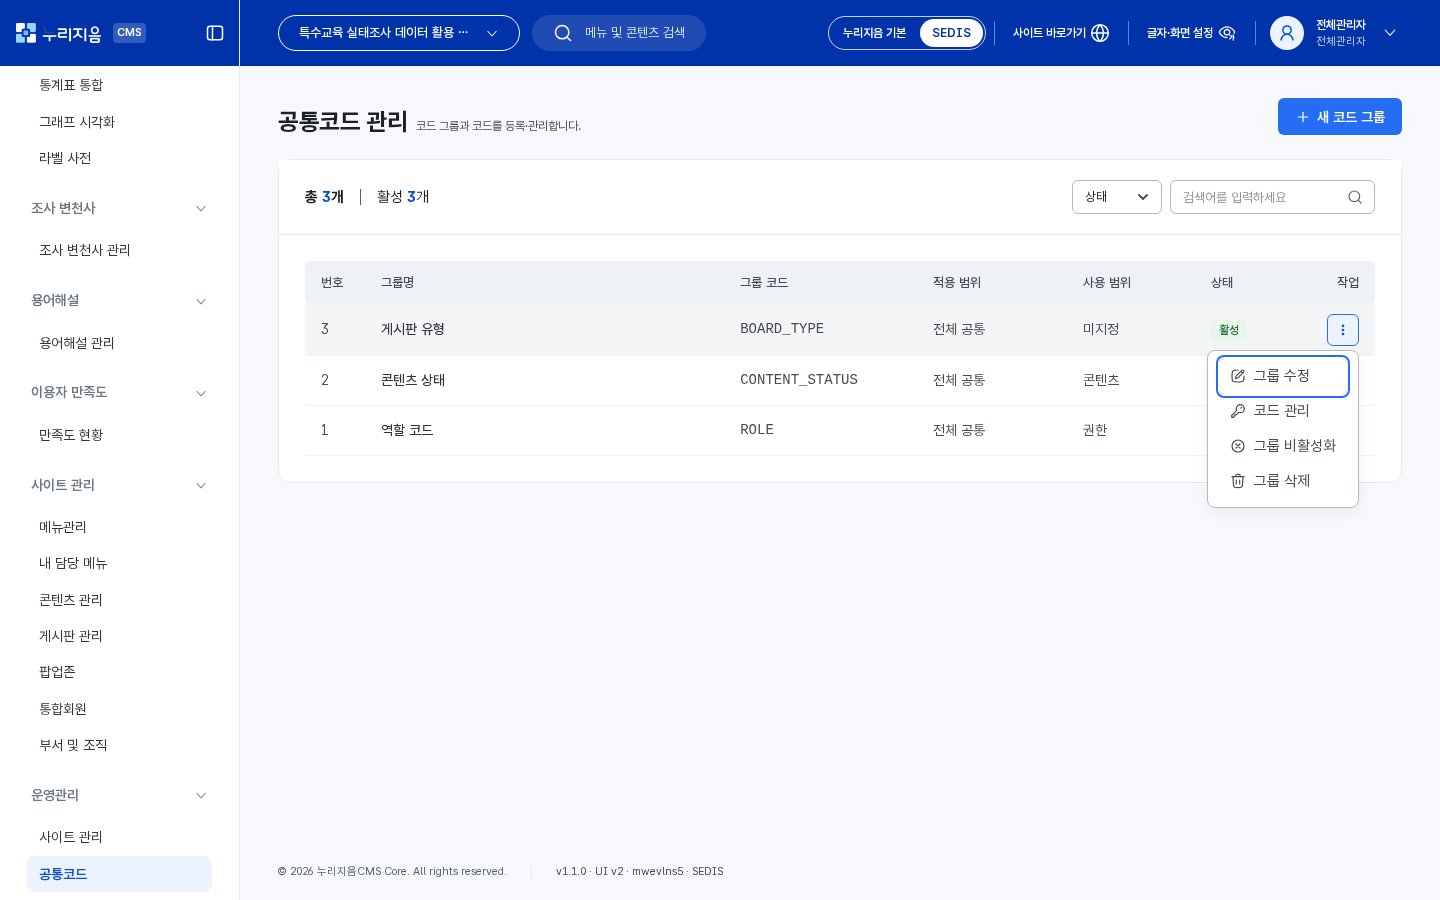 누리지음 CMS
특수교육 실태조사 데이터 활용 ···
메뉴 및 콘텐츠 검색
누리지음 기본
SEDIS
사이트 바로가기
글자·화면 설정
전체관리자
전체관리자
통계표 통합
그래프 시각화
라벨 사전
조사 변천사
조사 변천사 관리
용어해설
용어해설 관리
이용자 만족도
만족도 현황
사이트 관리
메뉴관리
내 담당 메뉴
콘텐츠 관리
게시판 관리
팝업존
통합회원
부서 및 조직
운영관리
사이트 관리
공통코드
공통코드 관리 코드 그룹과 코드를 등록·관리합니다.
새 코드 그룹
총 3개 활성 3개
상태
검색어를 입력하세요
번호 그룹명 그룹 코드 적용 범위 사용 범위 상태 작업
3 게시판 유형 BOARD_TYPE 전체 공통 미지정 활성
2 콘텐츠 상태 CONTENT_STATUS 전체 공통 콘텐츠
1 역할 코드 ROLE 전체 공통 권한
그룹 수정
코드 관리
그룹 비활성화
그룹 삭제
© 2026 누리지음CMS Core. All rights reserved.
v1.1.0 · UI v2 · mwevlns5 · SEDIS